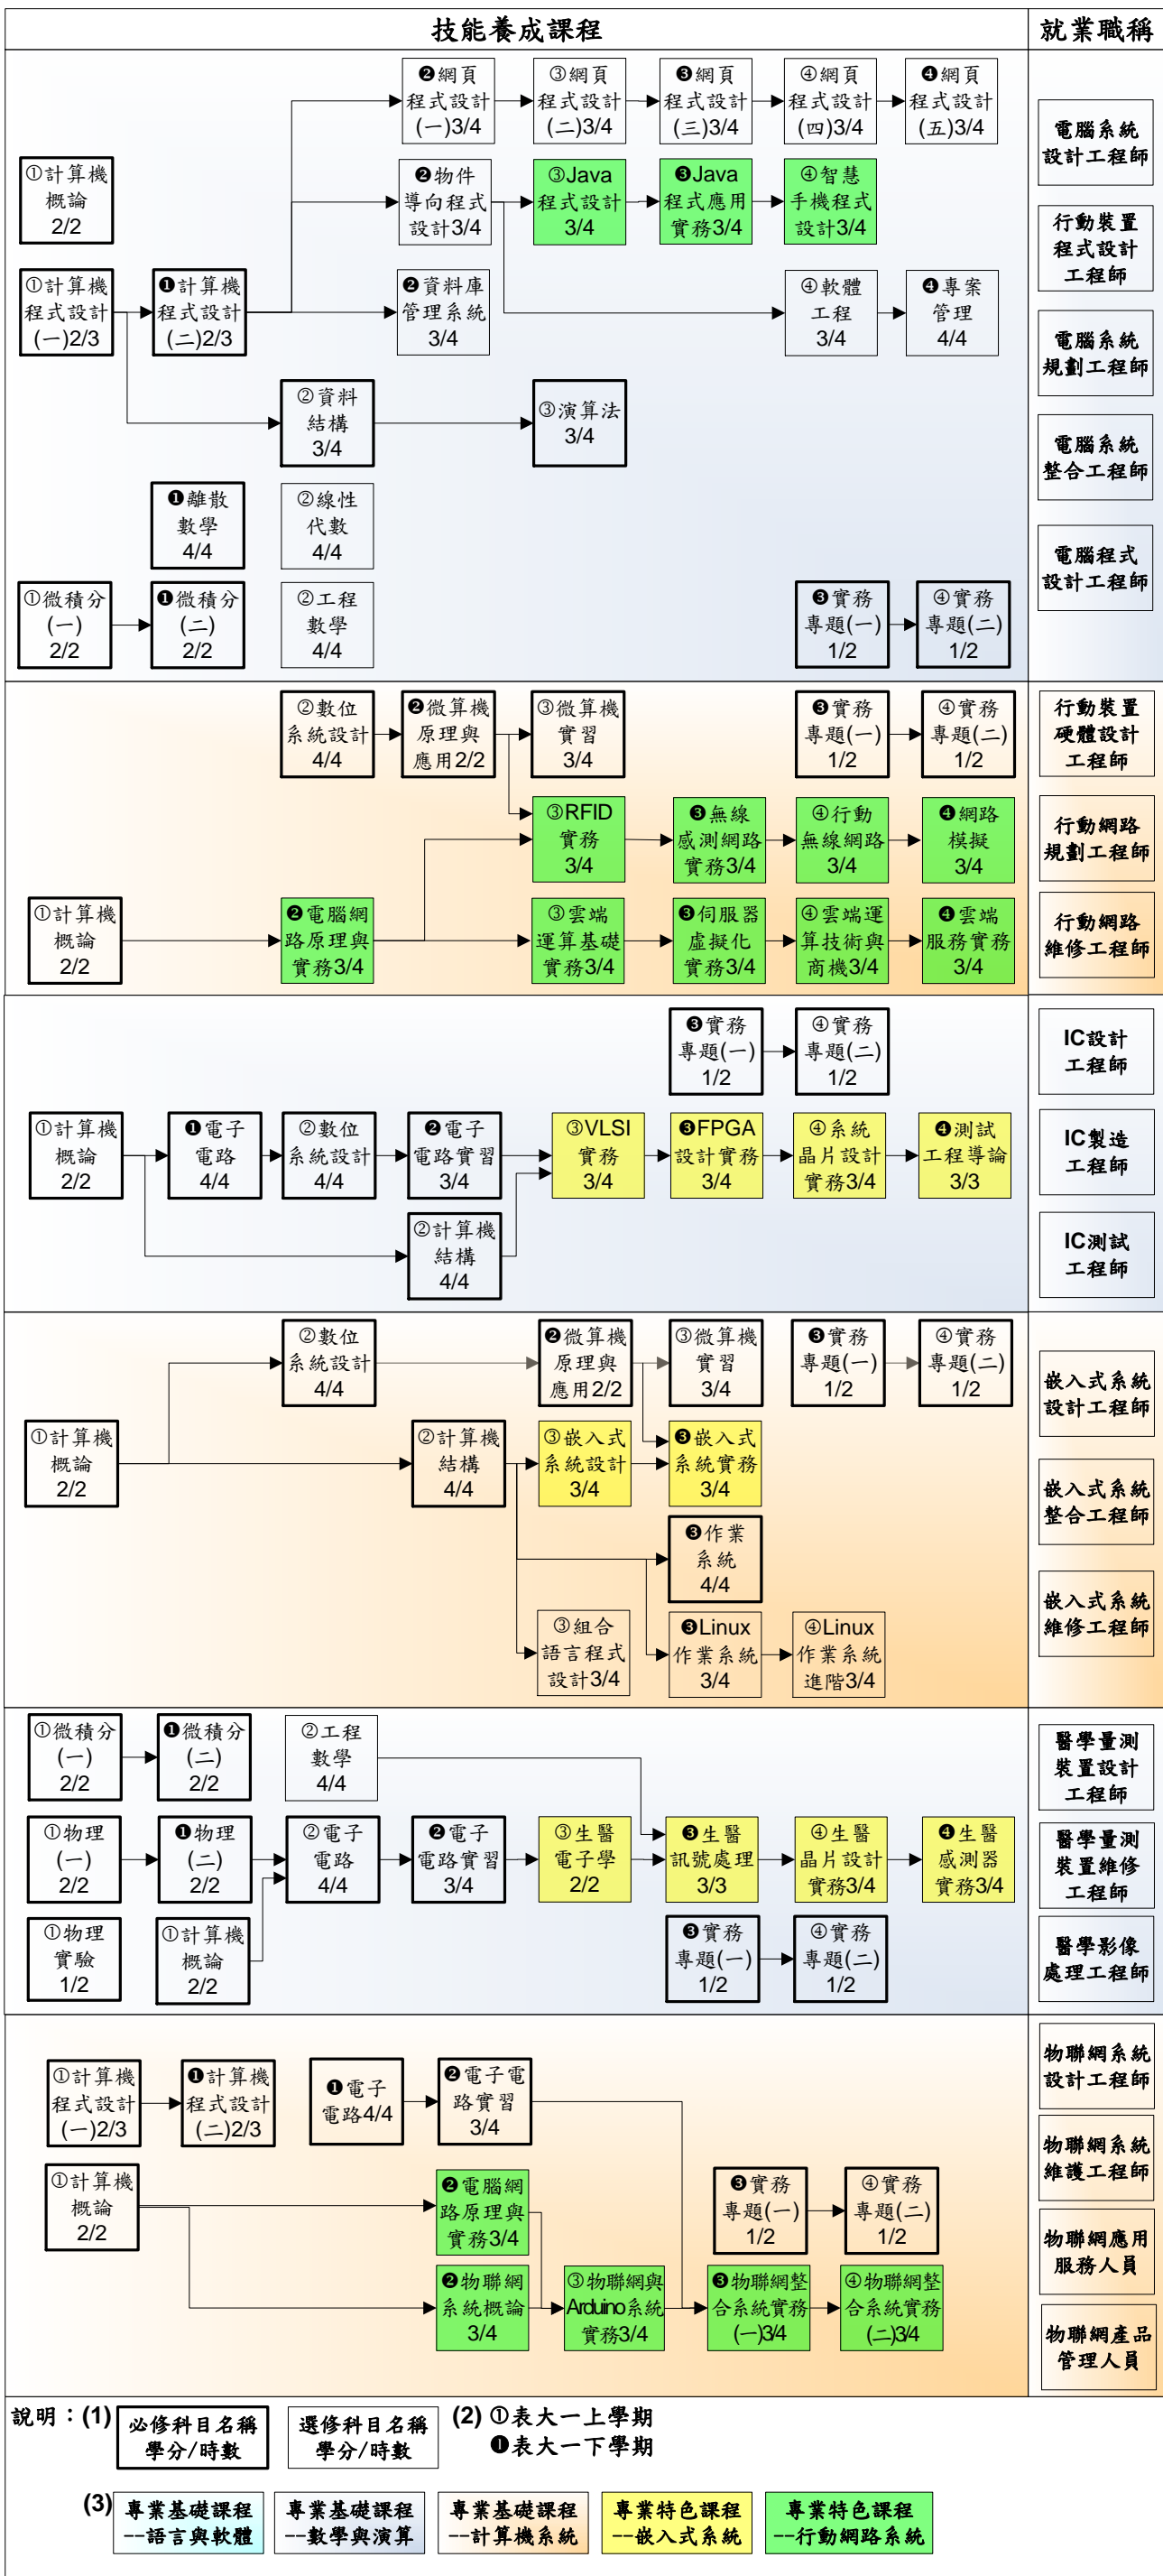 技能養成課程
就業職稱
❷網頁
程式設計
(一)3/4
③網頁
程式設計
(二)3/4
❸網頁
程式設計
(三)3/4
④網頁
程式設計
(四)3/4
❹網頁
程式設計
(五)3/4
①計算機
概論
2/2
❷物件
導向程式
設計3/4
③Java
程式設計
3/4
❸Java
程式應用
實務3/4
④智慧
手機程式
設計3/4
①計算機
程式設計
(一)2/3
❶計算機
程式設計
(二)2/3
❷資料庫
管理系統
3/4
④軟體
工程
3/4
❹專案
管理
4/4
②資料
結構
3/4
③演算法
3/4
❶離散
數學
4/4
②線性
代數
4/4
①微積分
(一)
2/2
❶微積分
(二)
2/2
②工程
數學
4/4
❸實務
專題(一)
1/2
④實務
專題(二)
1/2
電腦系統
設計工程師
行動裝置
程式設計
工程師
電腦系統
規劃工程師
電腦系統
整合工程師
電腦程式
設計工程師
②數位
系統設計
4/4
❷微算機
原理與
應用2/2
③微算機
實習
3/4
❸實務
專題(一)
1/2
④實務
專題(二)
1/2
③RFID
實務
3/4
❸無線
感測網路
實務3/4
④行動
無線網路
3/4
❹網路
模擬
3/4
①計算機
概論
2/2
❷電腦網
路原理與
實務3/4
③雲端
運算基礎
實務3/4
❸伺服器
虛擬化
實務3/4
④雲端運
算技術與
商機3/4
❹雲端
服務實務
3/4
行動裝置
硬體設計
工程師
行動網路
規劃工程師
行動網路
維修工程師
❸實務
專題(一)
1/2
④實務
專題(二)
1/2
①計算機
概論
2/2
❶電子
電路
4/4
②數位
系統設計
4/4
❷電子
電路實習
3/4
③VLSI
實務
3/4
❸FPGA
設計實務
3/4
④系統
晶片設計
實務3/4
❹測試
工程導論
3/3
②計算機
結構
4/4
IC設計
工程師
IC製造
工程師
IC測試
工程師
②數位
系統設計
4/4
❷微算機
原理與
應用2/2
③微算機
實習
3/4
❸實務
專題(一)
1/2
④實務
專題(二)
1/2
①計算機
概論
2/2
②計算機
結構
4/4
③嵌入式
系統設計
3/4
❸嵌入式
系統實務
3/4
❸作業
系統
4/4
③組合
語言程式
設計3/4
❸Linux
作業系統
3/4
④Linux
作業系統
進階3/4
嵌入式系統
設計工程師
嵌入式系統
整合工程師
嵌入式系統
維修工程師
①微積分
(一)
2/2
❶微積分
(二)
2/2
②工程
數學
4/4
①物理
(一)
2/2
❶物理
(二)
2/2
②電子
電路
4/4
❷電子
電路實習
3/4
③生醫
電子學
2/2
❸生醫
訊號處理
3/3
④生醫
晶片設計
實務3/4
❹生醫
感測器
實務3/4
①物理
實驗
1/2
①計算機
概論
2/2
❸實務
專題(一)
1/2
④實務
專題(二)
1/2
醫學量測
裝置設計
工程師
醫學量測
裝置維修
工程師
醫學影像
處理工程師
①計算機
程式設計
(一)2/3
❶計算機
程式設計
(二)2/3
❶電子
電路4/4
❷電子電
路實習
3/4
①計算機
概論
2/2
❷電腦網
路原理與
實務3/4
❸實務
專題(一)
1/2
④實務
專題(二)
1/2
❷物聯網
系統概論
3/4
③物聯網與
Arduino系統
實務3/4
❸物聯網整
合系統實務
(一)3/4
④物聯網整
合系統實務
(二)3/4
物聯網系統
設計工程師
物聯網系統
維護工程師
物聯網應用
服務人員
物聯網產品
管理人員
說明：(1)
必修科目名稱
學分/時數
選修科目名稱
學分/時數
(2) ①表大一上學期
❶表大一下學期
(3)
專業基礎課程
--語言與軟體
專業基礎課程
--數學與演算
專業基礎課程
--計算機系統
專業特色課程
--嵌入式系統
專業特色課程
--行動網路系統